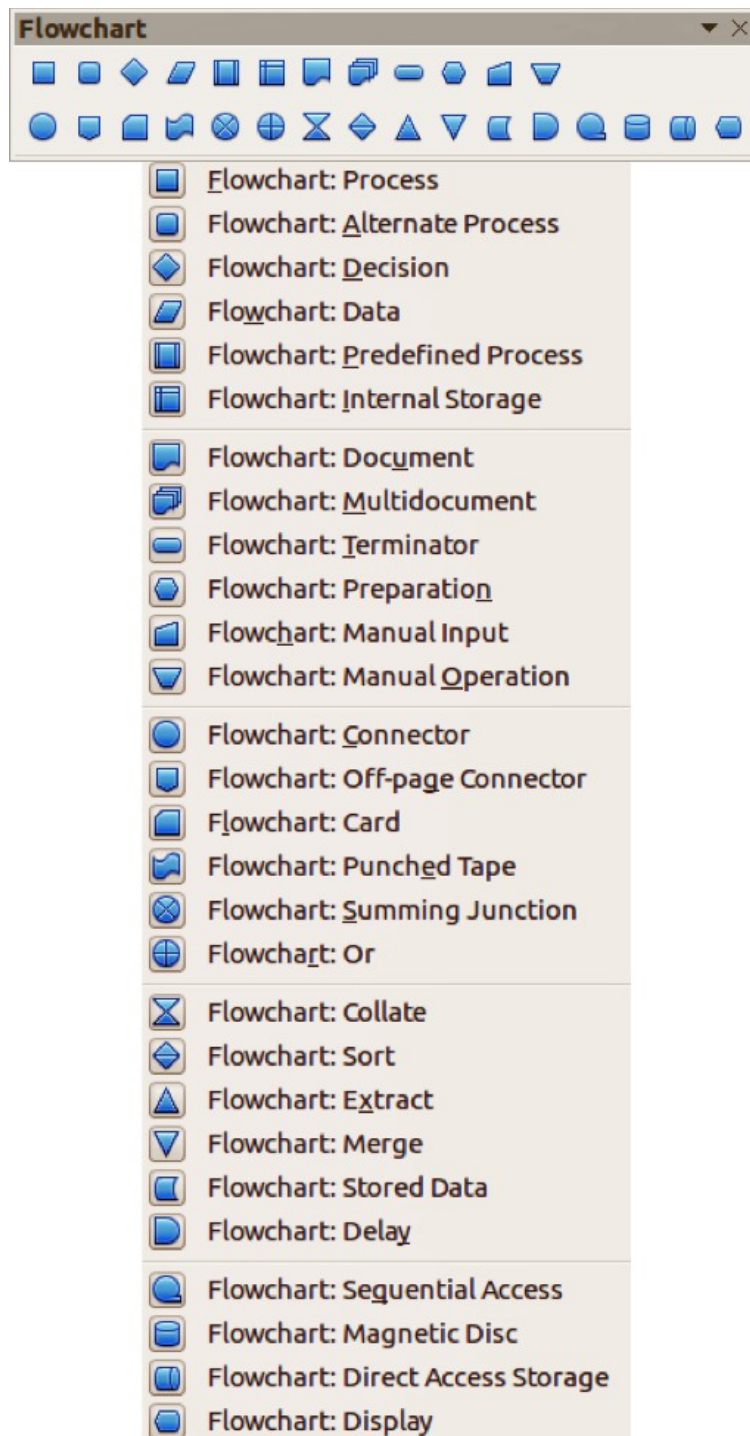 Flowchart
Flowchart: Process
Flowchart: Alternate Process
Flowchart: Decision
Flowchart: Data
Flowchart: Predefined Process
Flowchart: Internal Storage
Flowchart: Document
Flowchart: Multidocument
Flowchart: Terminator
Flowchart: Preparation
Flowchart: Manual Input
Flowchart: Manual Operation
Flowchart: Connector
Flowchart: Off-page Connector
Flowchart: Card
Flowchart: Punched Tape
Flowchart: Summing Junction
Flowchart: Or
Flowchart: Collate
Flowchart: Sort
Flowchart: Extract
Flowchart: Merge
Flowchart: Stored Data
Flowchart: Delay
Flowchart: Sequential Access
Flowchart: Magnetic Disc
Flowchart: Direct Access Storage
Flowchart: Display